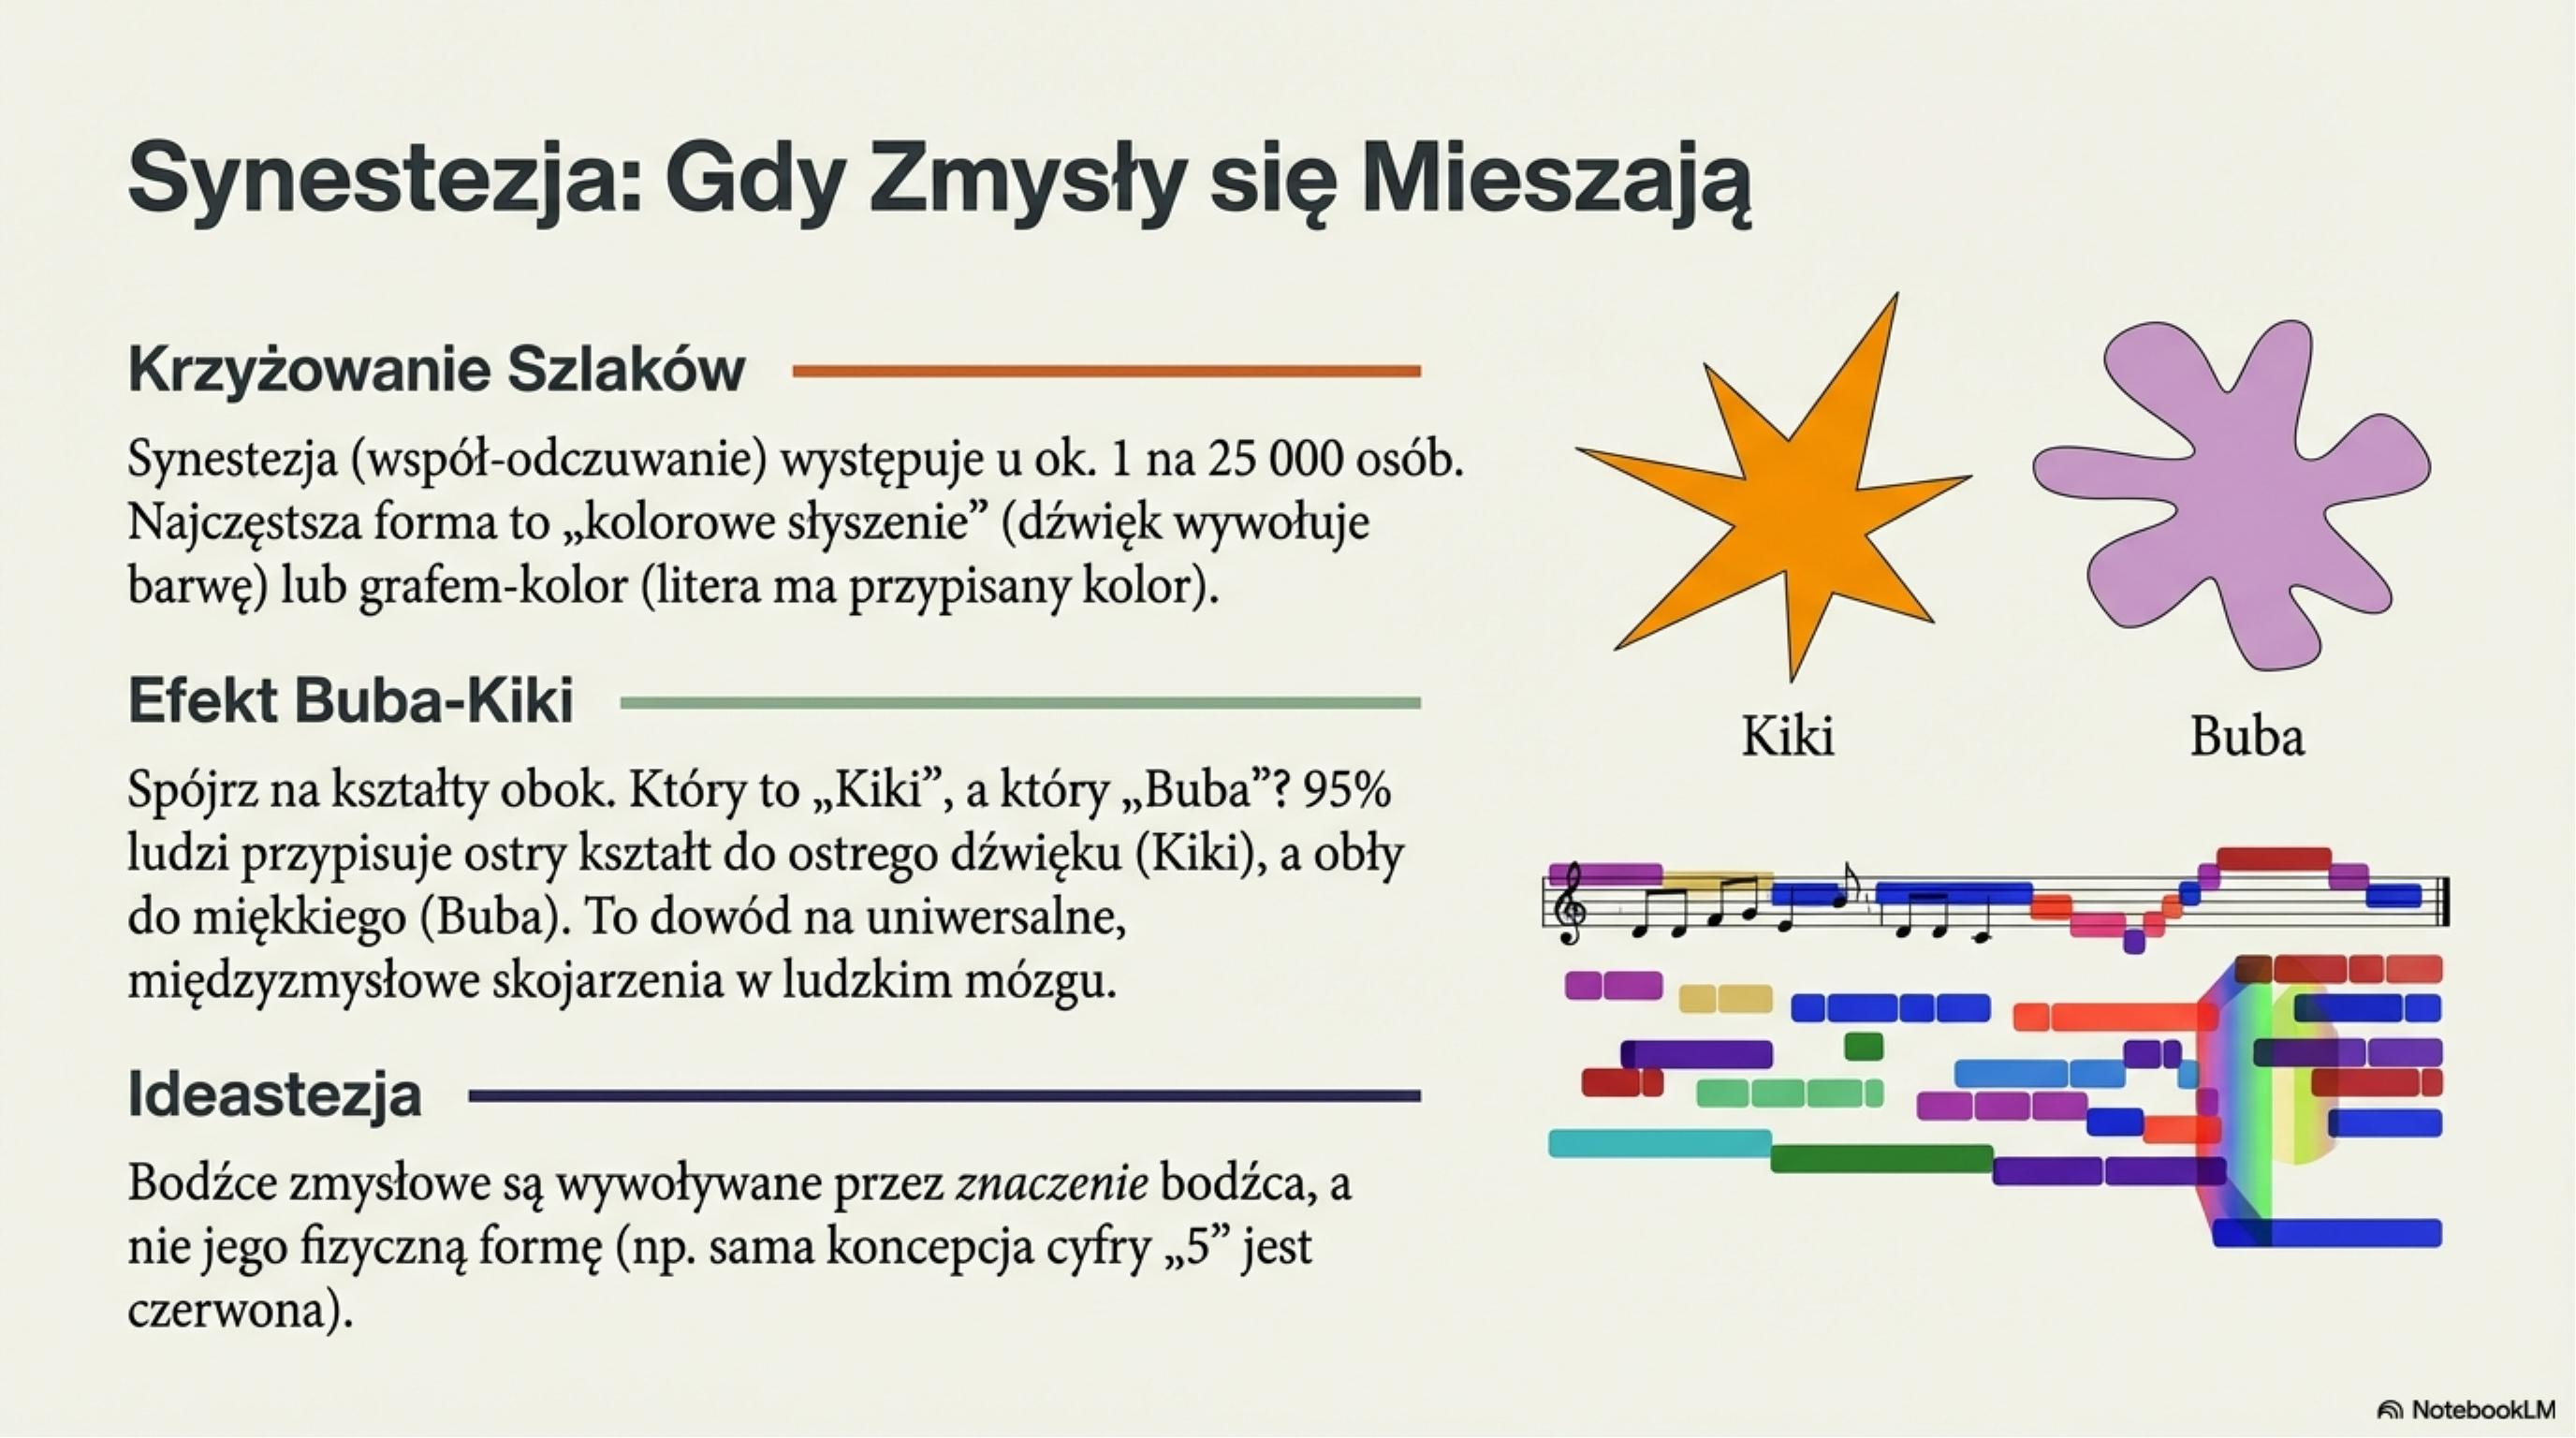 Synestezja: Gdy Zmysły się Mieszają
Krzyżowanie Szlaków
Synestezja (współ-odczuwanie) występuje u ok. 1 na 25 000 osób.
Najczęstsza forma to „kolorowe słyszenie” (dźwięk wywołuje
barwę) lub grafem-kolor (litera ma przypisany kolor).
Efekt Buba-Kiki
Spójrz na kształty obok. Który to „Kiki”, a który „Buba”? 95%
ludzi przypisuje ostry kształt do ostrego dźwięku (Kiki), a obły
do miękkiego (Buba). To dowód na uniwersalne,
międzyzmysłowe skojarzenia w ludzkim mózgu.
Ideastezja
Bodźce zmysłowe są wywoływane przez znaczenie bodźca, a
nie jego fizyczną formę (np. sama koncepcja cyfry „5” jest
czerwona).
Kiki
Buba
NotebookLM